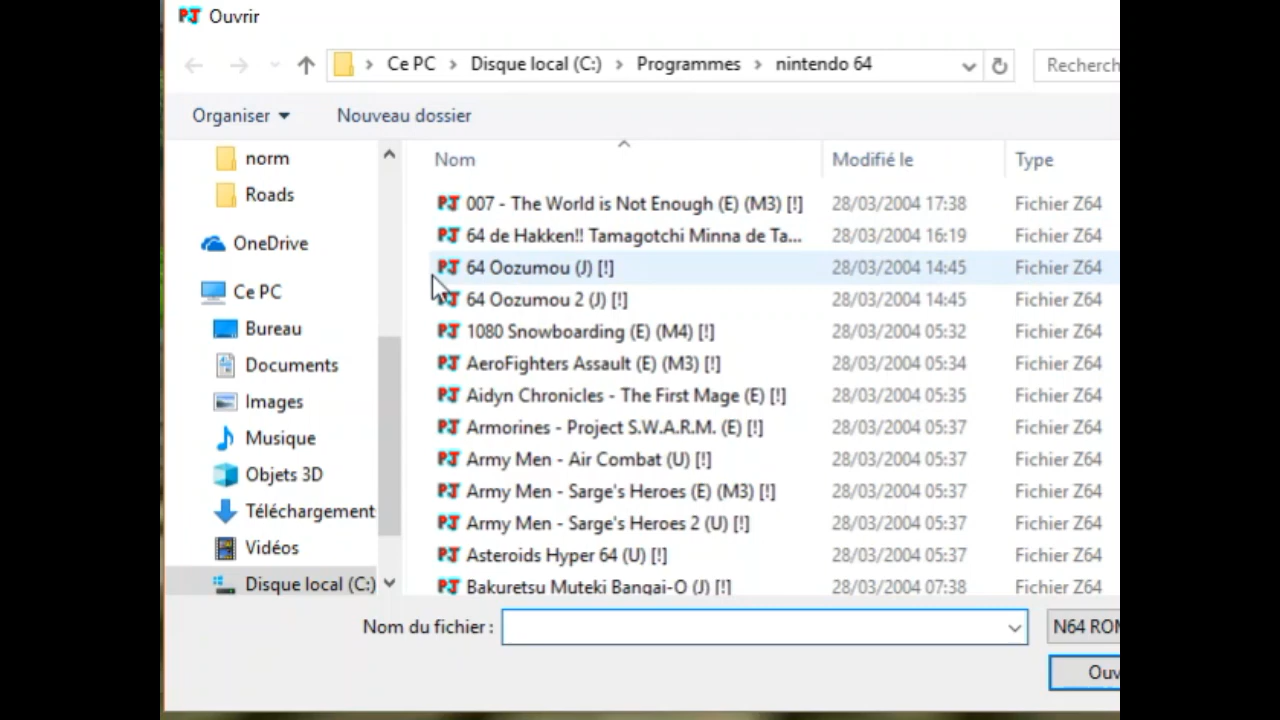 Ouvrir
Ce PC > Disque local (C:) > Programmes > nintendo 64
Recherch
Organiser
Nouveau dossier
norm
Roads
OneDrive
Ce PC
Bureau
Documents
Images
Musique
Objets 3D
Téléchargement
Vidéos
Disque local (C:)
Nom Modifié le Type
007 - The World is Not Enough (E) (M3) [!] 28/03/2004 17:38 Fichier Z64
64 de Hakken!! Tamagotchi Minna de Ta... 28/03/2004 16:19 Fichier Z64
64 Oozumou (J) [!] 28/03/2004 14:45 Fichier Z64
64 Oozumou 2 (J) [!] 28/03/2004 14:45 Fichier Z64
1080 Snowboarding (E) (M4) [!] 28/03/2004 05:32 Fichier Z64
AeroFighters Assault (E) (M3) [!] 28/03/2004 05:34 Fichier Z64
Aidyn Chronicles - The First Mage (E) [!] 28/03/2004 05:35 Fichier Z64
Armorines - Project S.W.A.R.M. (E) [!] 28/03/2004 05:37 Fichier Z64
Army Men - Air Combat (U) [!] 28/03/2004 05:37 Fichier Z64
Army Men - Sarge's Heroes (E) (M3) [!] 28/03/2004 05:37 Fichier Z64
Army Men - Sarge's Heroes 2 (U) [!] 28/03/2004 05:37 Fichier Z64
Asteroids Hyper 64 (U) [!] 28/03/2004 05:37 Fichier Z64
Bakuretsu Muteki Bangai-O (J) [!] 28/03/2004 07:38 Fichier Z64
Nom du fichier :
N64 ROM
Ouv